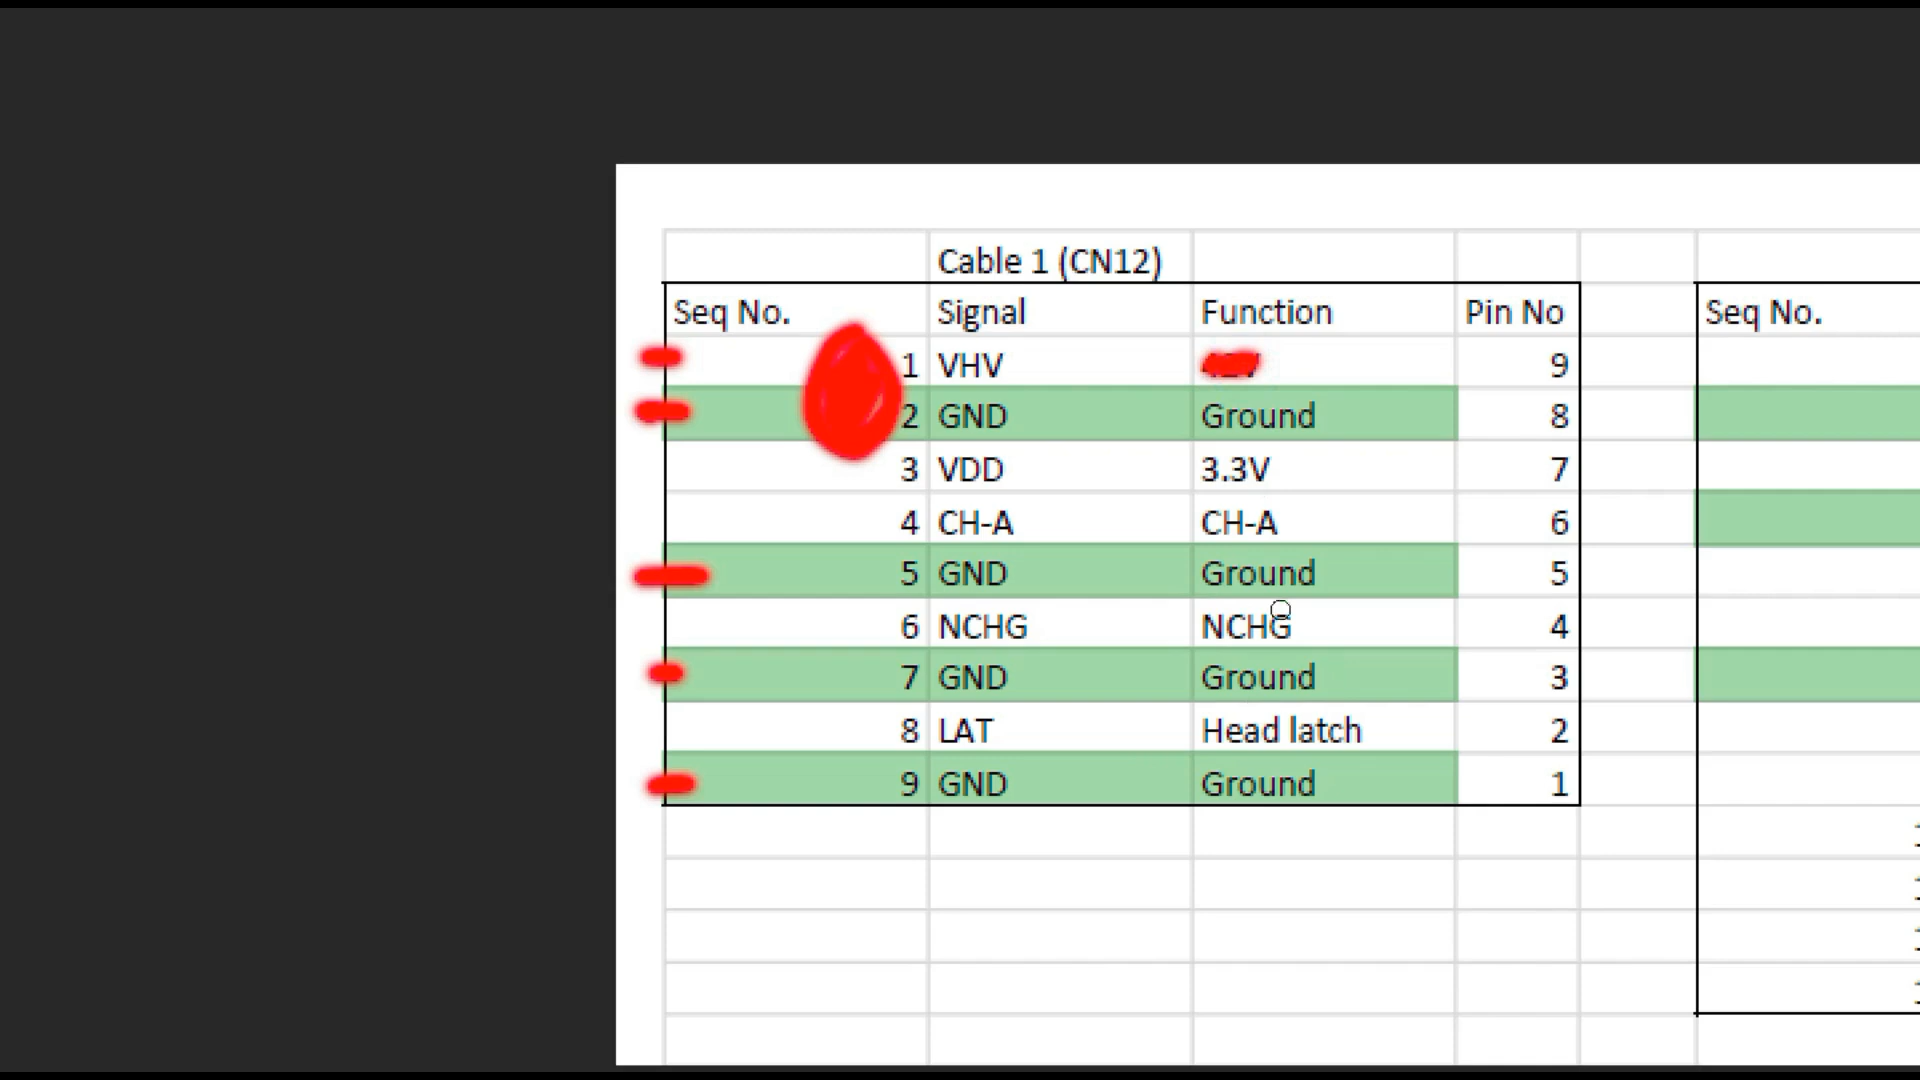 Cable 1 (CN12)
Seq No. Signal Function Pin No Seq No.
1 VHV 9
2 GND Ground 8
3 VDD 3.3V 7
4 CH-A CH-A 6
5 GND Ground 5
6 NCHG NCHG 4
7 GND Ground 3
8 LAT Head latch 2
9 GND Ground 1